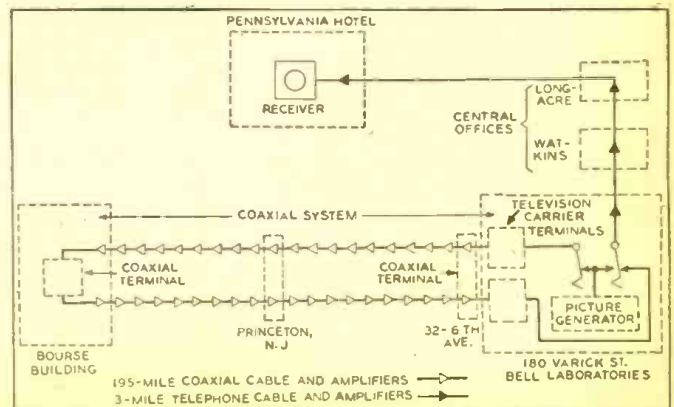 PENNSYLVANIA HOTEL
RECEIVER
LONG-
ACRE
CENTRAL
OFFICES
WAT-
KINS
COAXIAL SYSTEM
TELEVISION
CARRIER
TERMINALS
COAXIAL
TERMINAL
COAXIAL
TERMINAL
PICTURE
GENERATOR
PRINCETON,
N.J
32-6TH
AVE.
BOURSE
BUILDING
180 VARICK ST.
BELL LABORATORIES
195-MILE COAXIAL CABLE AND AMPLIFIERS
3-MILE TELEPHONE CABLE AND AMPLIFIERS